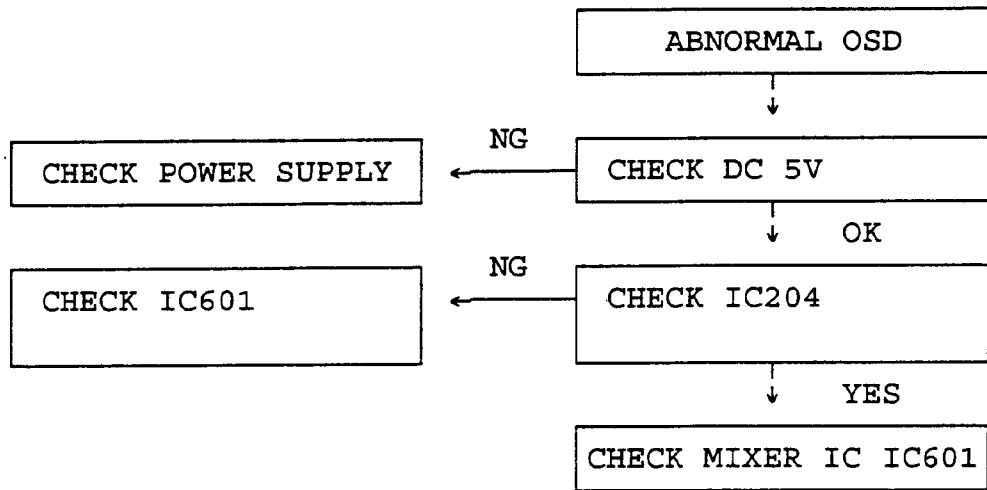 ABNORMAL OSD
NG
CHECK POWER SUPPLY
CHECK DC 5V
OK
NG
CHECK IC601
CHECK IC204
YES
CHECK MIXER IC IC601